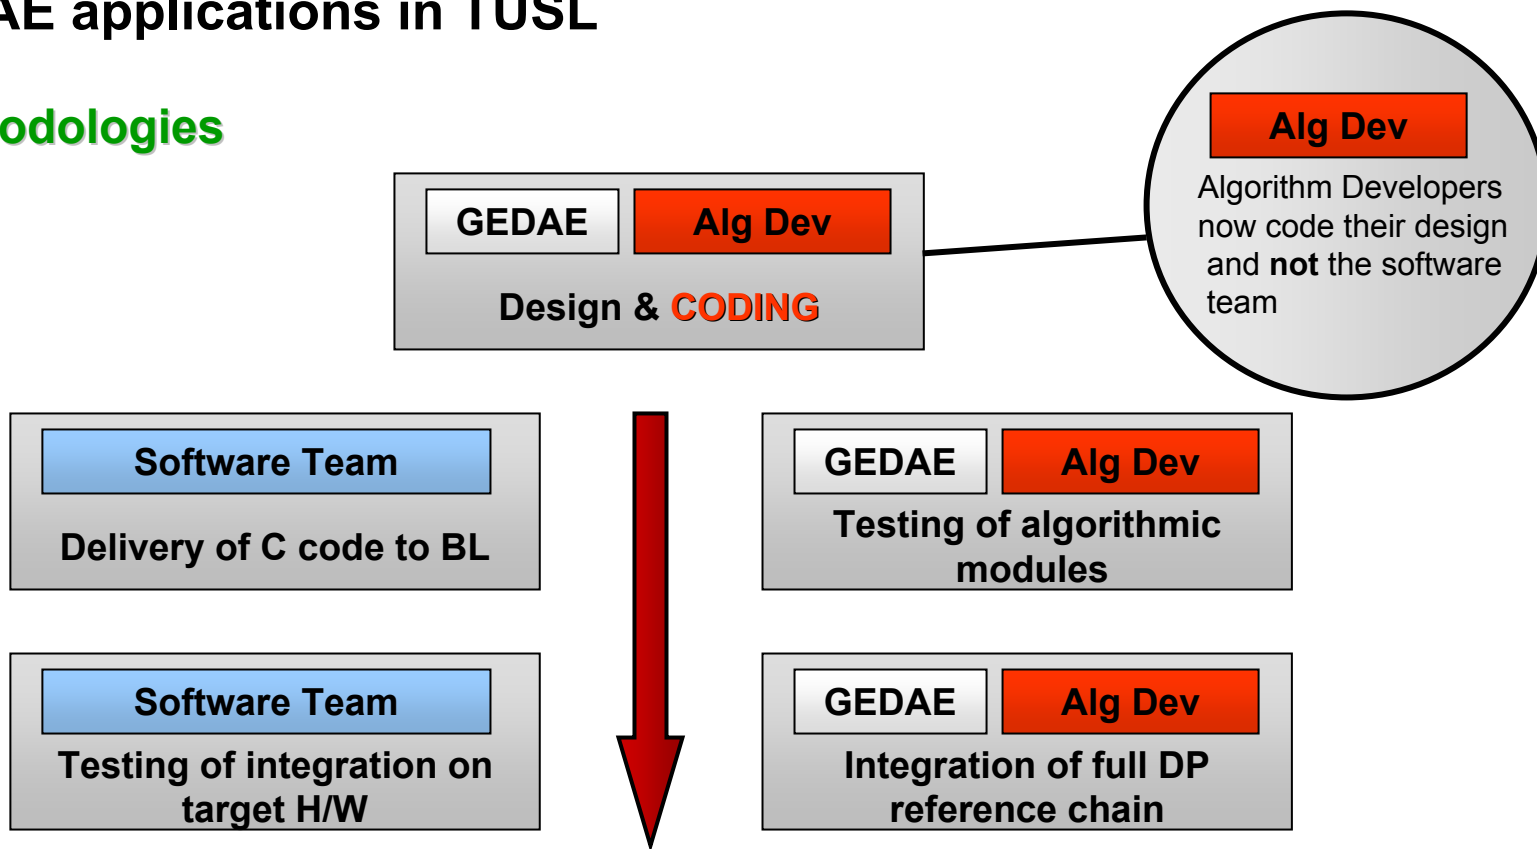 AE applications in TUSL
odologies
Alg Dev
Algorithm Developers
now code their design
and not the software
team
GEDAE
Alg Dev
Design & CODING
Software Team
Delivery of C code to BL
GEDAE
Alg Dev
Testing of algorithmic
modules
Software Team
Testing of integration on
target H/W
GEDAE
Alg Dev
Integration of full DP
reference chain